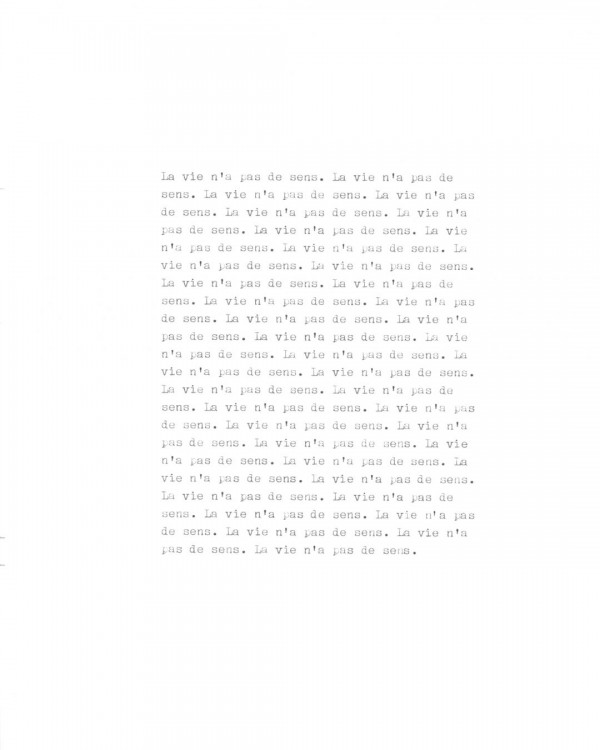 La vie n'a pas de sens. La vie n'a pas de
sens. La vie n'a pas de sens. La vie n'a pas
de sens. La vie n'a pas de sens. La vie n'a
pas de sens. La vie n'a pas de sens. La vie
n'a pas de sens. La vie n'a pas de sens. La
vie n'a pas de sens. La vie n'a pas de sens.
La vie n'a pas de sens. La vie n'a pas de
sens. La vie n'a pas de sens. La vie n'a pas
de sens. La vie n'a pas de sens. La vie n'a
pas de sens. La vie n'a pas de sens. La vie
n'a pas de sens. La vie n'a pas de sens. La
vie n'a pas de sens. La vie n'a pas de sens.
La vie n'a pas de sens. La vie n'a pas de
sens. La vie n'a pas de sens. La vie n'a pas
de sens. La vie n'a pas de sens. La vie n'a
pas de sens. La vie n'a pas de sens. La vie
n'a pas de sens. La vie n'a pas de sens. La
vie n'a pas de sens. La vie n'a pas de sens.
La vie n'a pas de sens. La vie n'a pas de
sens. La vie n'a pas de sens. La vie n'a pas
de sens. La vie n'a pas de sens. La vie n'a
pas de sens. La vie n'a pas de sens.